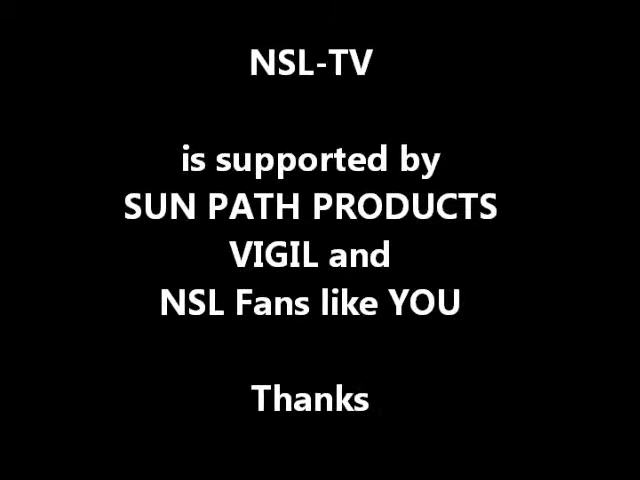 NSL-TV
is supported by
SUN PATH PRODUCTS
VIGIL and
NSL Fans like YOU
Thanks